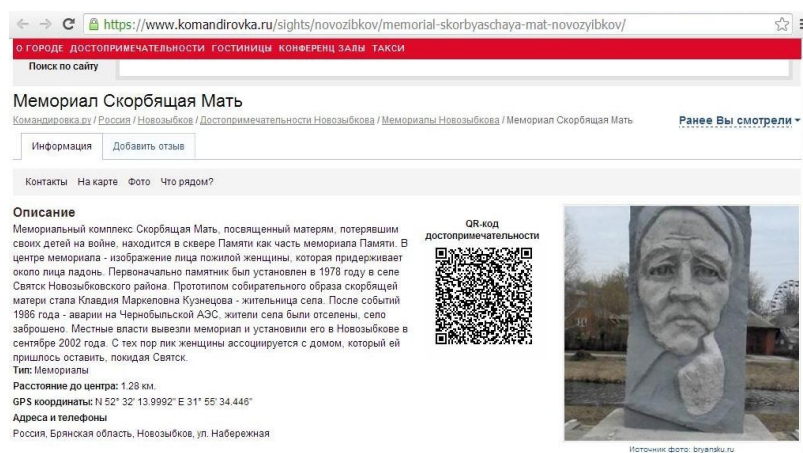 https://www.komandirovka.ru/sights/novozibkov/memorial-skorbyaschaya-mat-novozyibkov/
О ГОРОДЕ ДОСТОПРИМЕЧАТЕЛЬНОСТИ ГОСТИНИЦЫ КОНФЕРЕНЦ ЗАЛЫ ТАКСИ
Поиск по сайту
Мемориал Скорбящая Мать
Командировка.ру / Россия / Новозыбков / Достопримечательности Новозыбкова / Мемориалы Новозыбкова / Мемориал Скорбящая Мать
Ранее Вы смотрели
Информация Добавить отзыв
Контакты На карте Фото Что рядом?
Описание
Мемориальный комплекс Скорбящая Мать, посвященный матерям, потерявшим
своих детей на войне, находится в сквере Памяти как часть мемориала Памяти. В
центре мемориала - изображение лица пожилой женщины, которая придерживает
около лица ладонь. Первоначально памятник был установлен в 1978 году в селе
Святск Новозыбковского района. Прототипом собирательного образа скорбящей
матери стала Клавдия Маркеловна Кузнецова - жительница села. После событий
1986 года - аварии на Чернобыльской АЭС, жители села были отселены, село
заброшено. Местные власти вывезли мемориал и установили его в Новозыбкове в
сентябре 2002 года. С тех пор лик женщины ассоциируется с домом, который ей
пришлось оставить, покидая Святск.
Тип: Мемориалы
Расстояние до центра: 1.28 км.
GPS координаты: N 52° 32' 13.9992" E 31° 55' 34.446"
Адреса и телефоны
Россия, Брянская область, Новозыбков, ул. Набережная
QR-код
достопримечательности
Источник фото: bryansku.ru